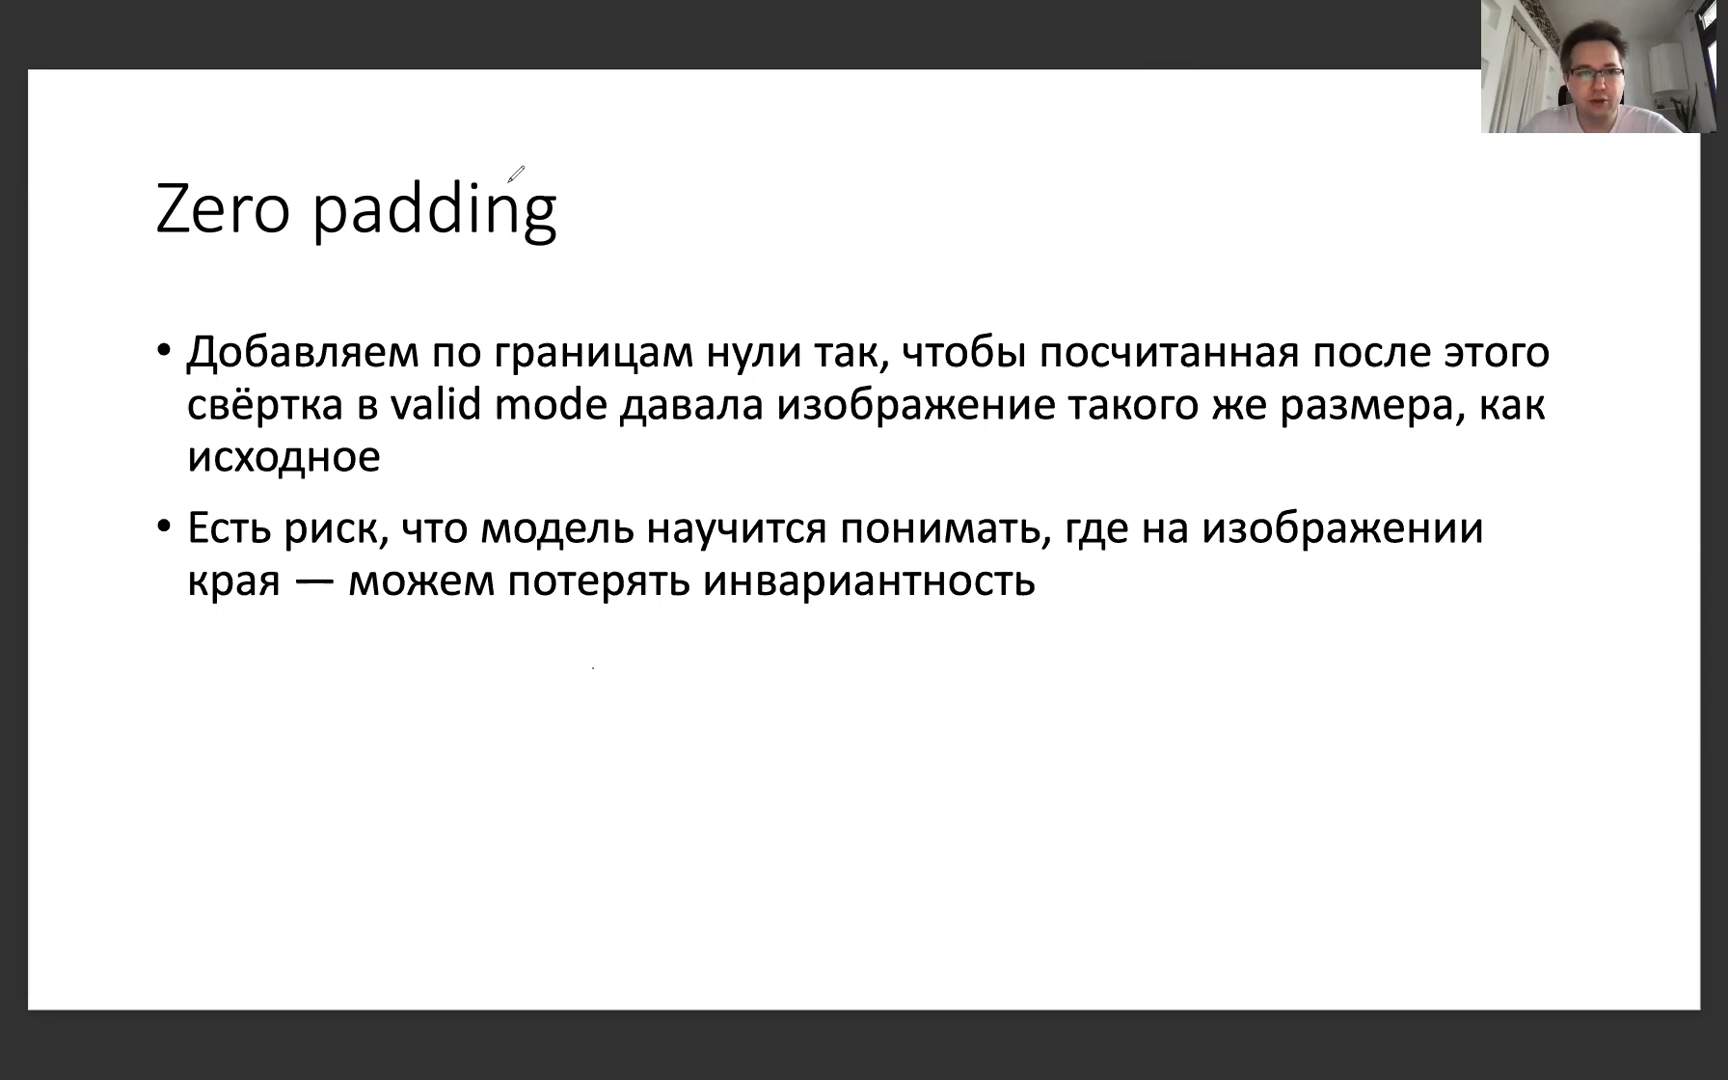 Zero padding
• Добавляем по границам нули так, чтобы посчитанная после этого
свёртка в valid mode давала изображение такого же размера, как
исходное
• Есть риск, что модель научится понимать, где на изображении
края — можем потерять инвариантность